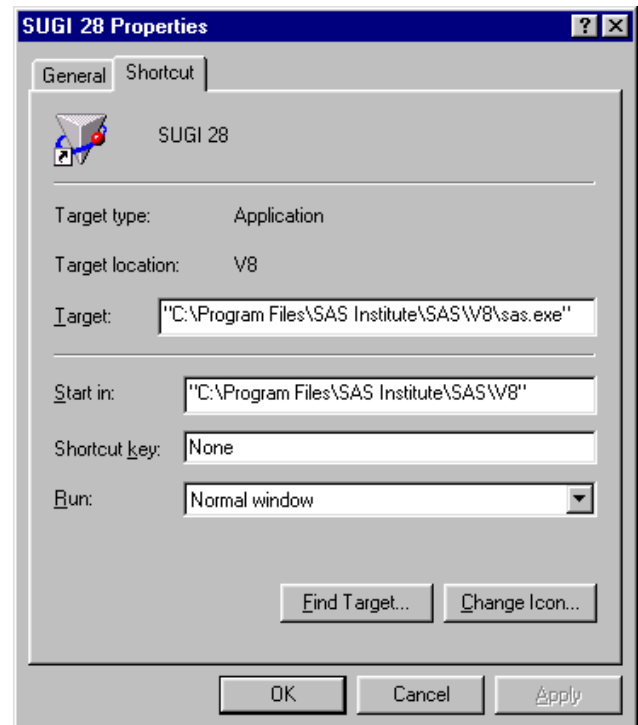 SUGI 28 Properties
General Shortcut
SUGI 28
Target type: Application
Target location: V8
Target: "C:\Program Files\SAS Institute\SAS\V8\sas.exe"
Start in: "C:\Program Files\SAS Institute\SAS\V8"
Shortcut key: None
Run: Normal window
Find Target... Change Icon...
OK Cancel Apply